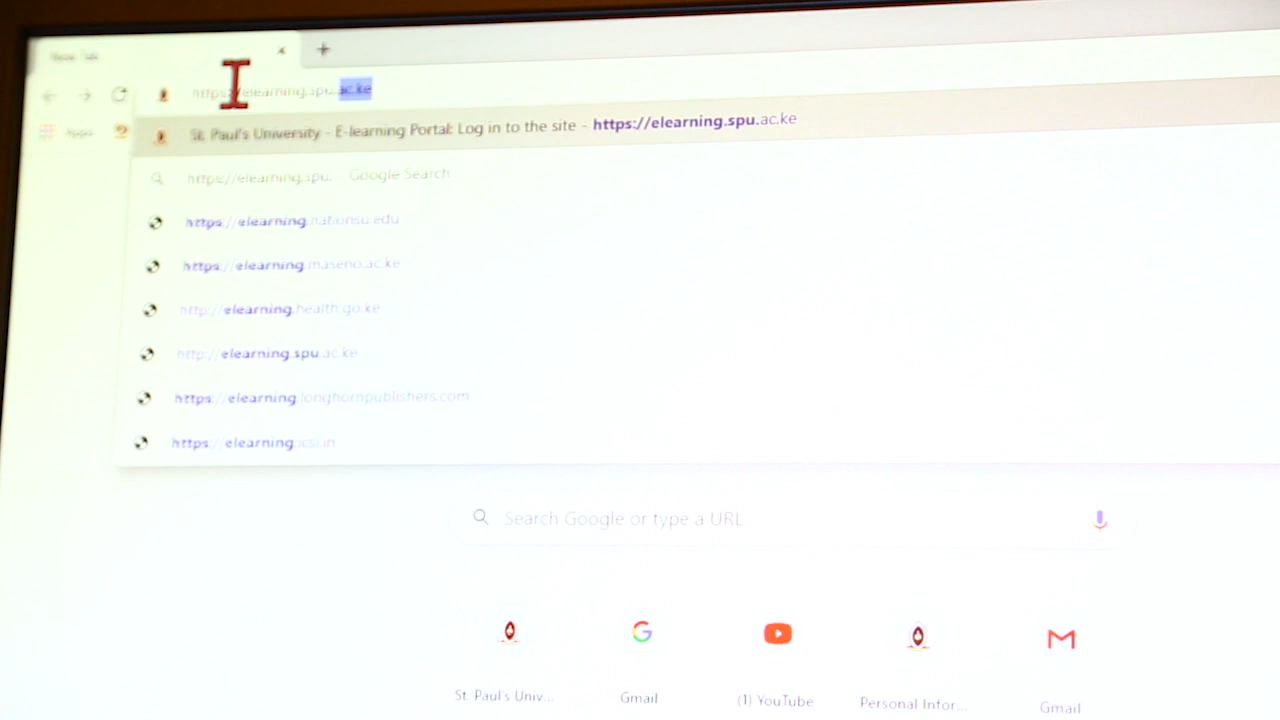 New Tab
https://elearning.spu.ac.ke
St. Paul's University - E-learning Portal: Log in to the site - https://elearning.spu.ac.ke
Apps
https://elearning.spu. - Google Search
https://elearning.nationsu.edu
https://elearning.maseno.ac.ke
http://elearning.health.go.ke
http://elearning.spu.ac.ke
https://elearning.longhornpublishers.com
https://elearning.icsi.in
Search Google or type a URL
St. Paul's Univ...
Gmail
(1) YouTube
Personal Infor...
Gmail